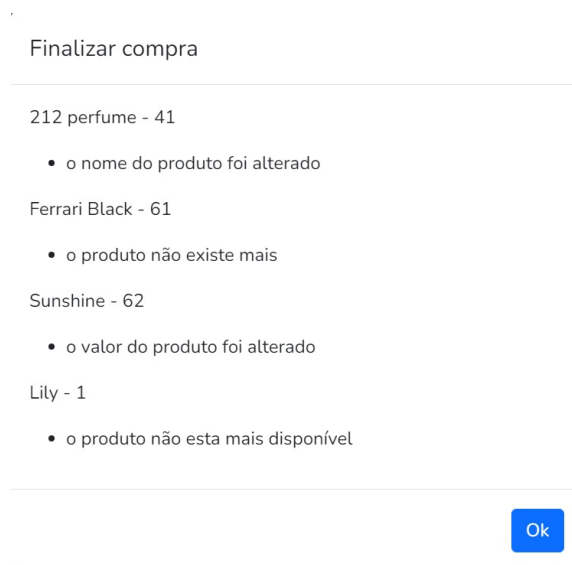 Finalizar compra
212 perfume - 41
• o nome do produto foi alterado
Ferrari Black - 61
• o produto não existe mais
Sunshine - 62
• o valor do produto foi alterado
Lily - 1
• o produto não esta mais disponível
Ok